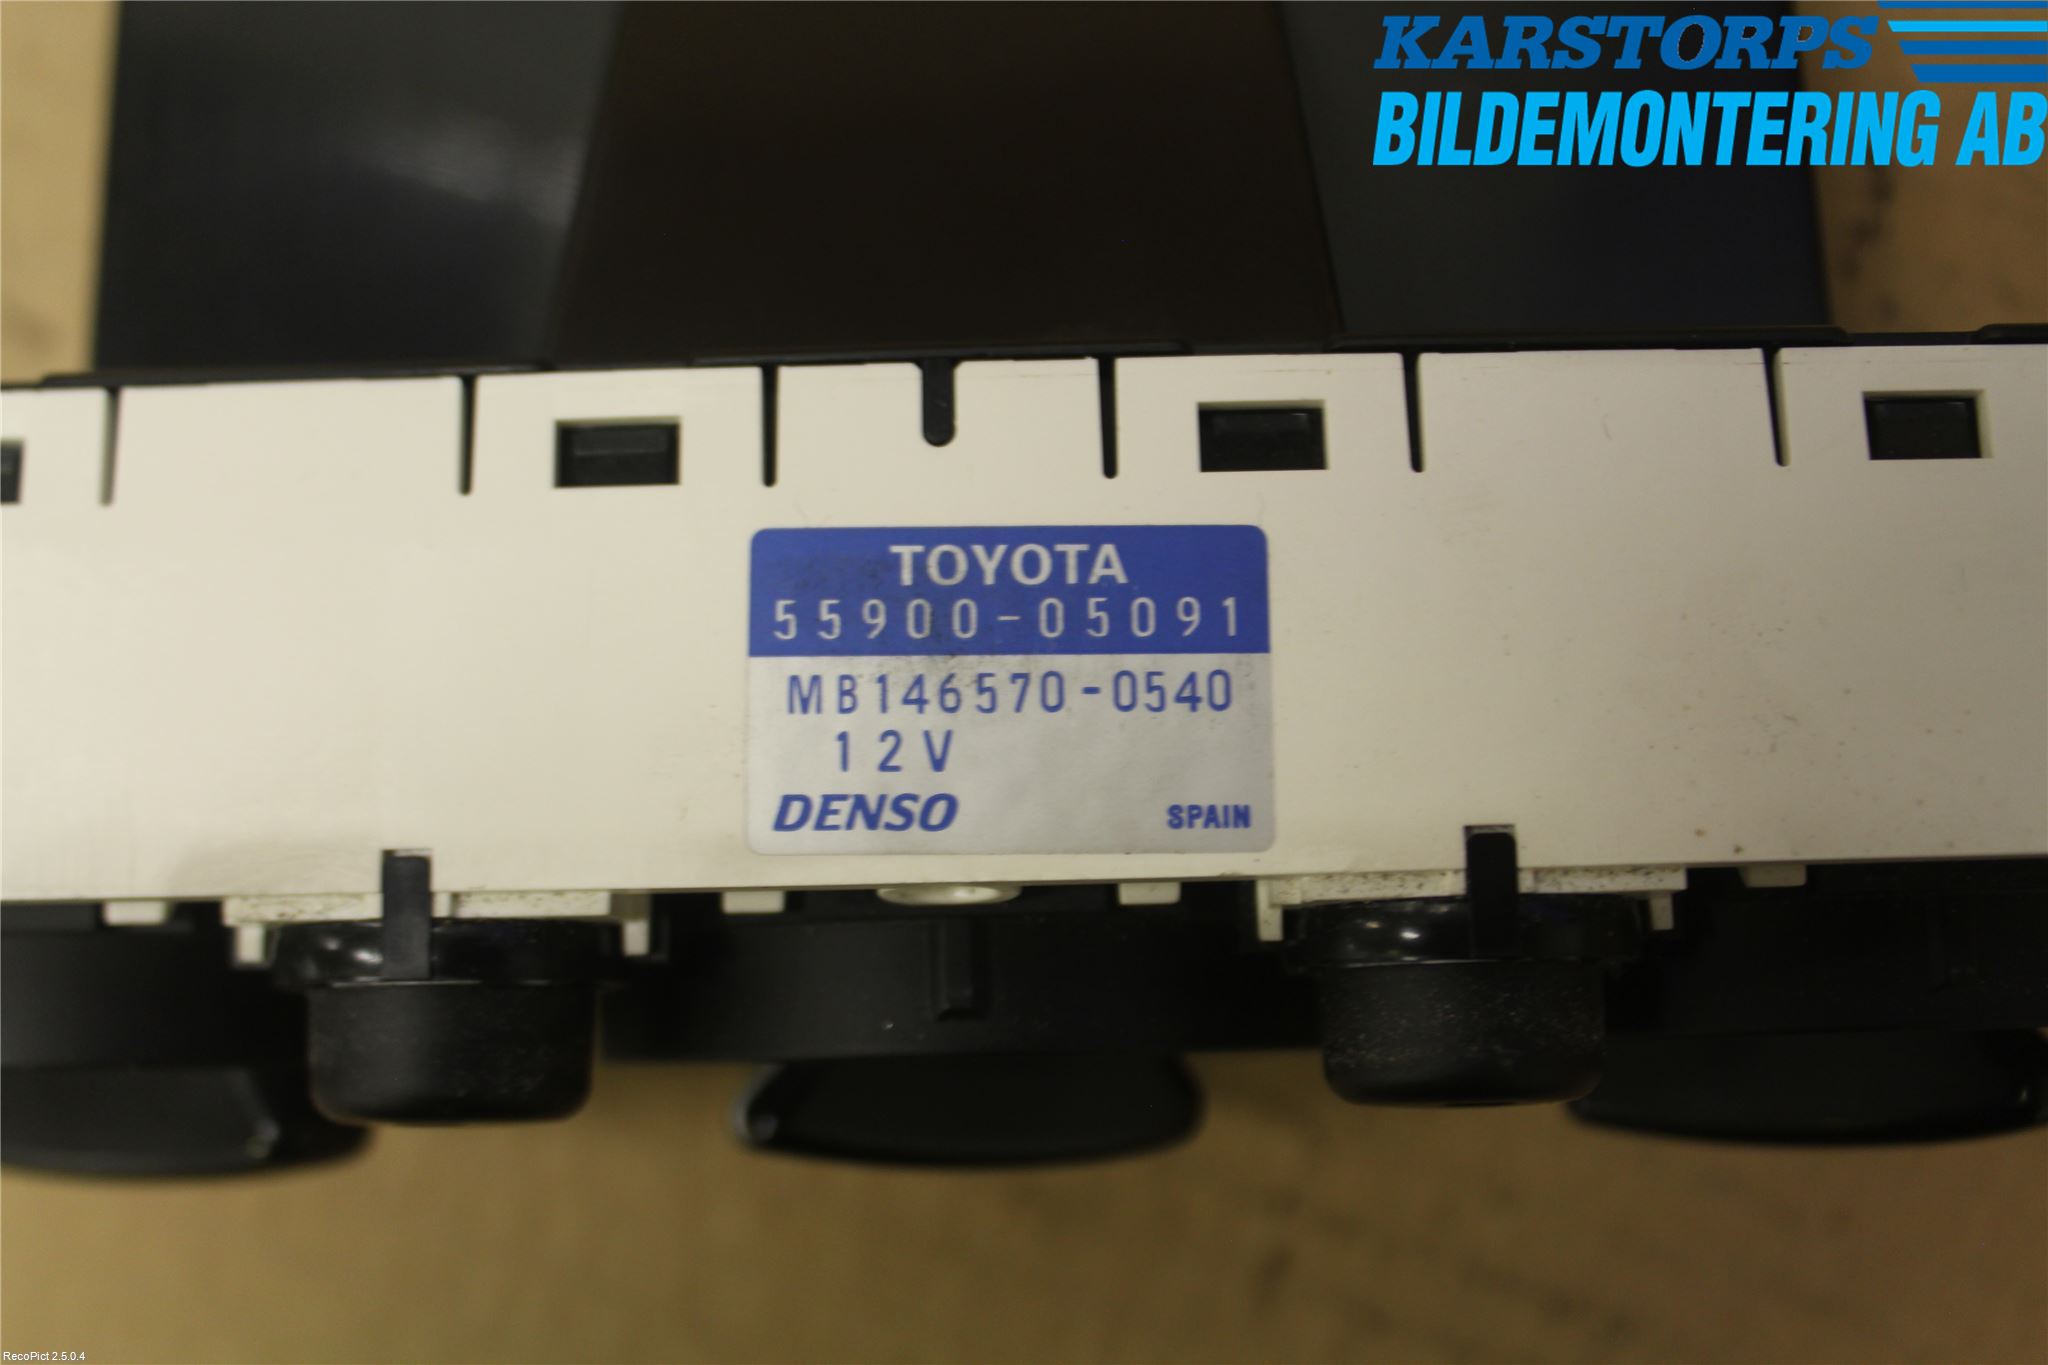 KARSTORPS
BILDEMONTERING AB
TOYOTA
55900-05091
MB146570-0540
12V
DENSO SPAIN
RecoPict 2.5.0.4